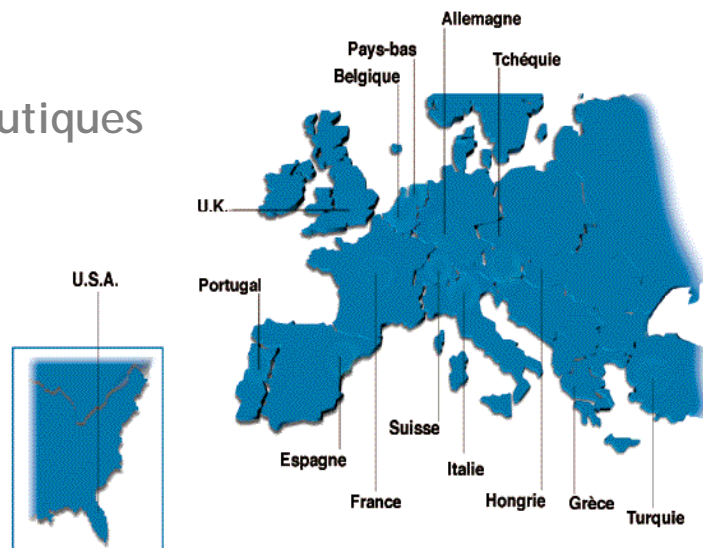 Allemagne
Pays-bas
Tchéquie
Belgique
utiques
U.K.
U.S.A.
Portugal
Suisse
Espagne
Italie
France
Hongrie
Grèce
Turquie